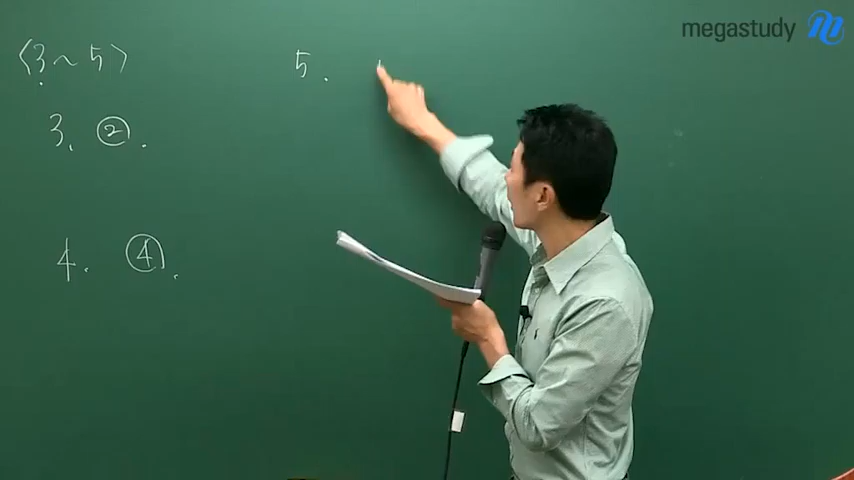 megastudy
<3~5>
3. ②.
4. ④.
5.